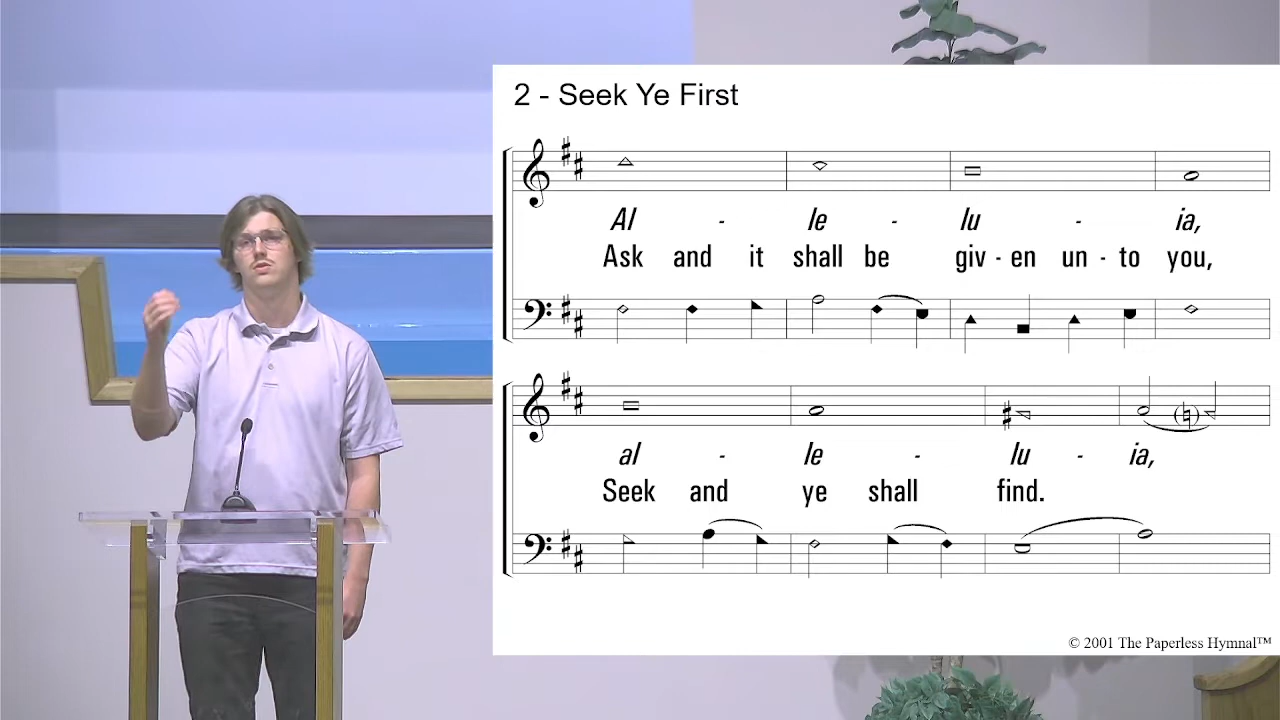 2 - Seek Ye First
Al - le - lu - ia,
Ask and it shall be giv - en un - to you,
al - le - lu - ia,
Seek and ye shall find.
© 2001 The Paperless Hymnal™